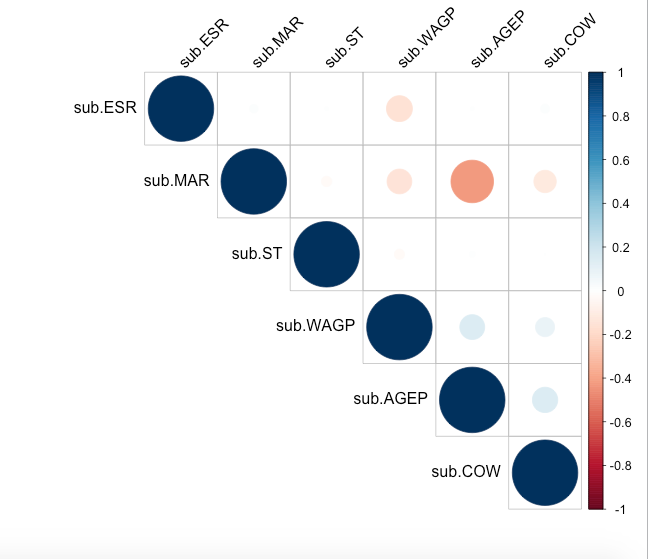 sub.ESR
sub.MAR
sub.ST
sub.WAGP
sub.AGEP
sub.COW
sub.ESR
sub.MAR
sub.ST
sub.WAGP
sub.AGEP
sub.COW
1
0.8
0.6
0.4
0.2
0
-0.2
-0.4
-0.6
-0.8
-1